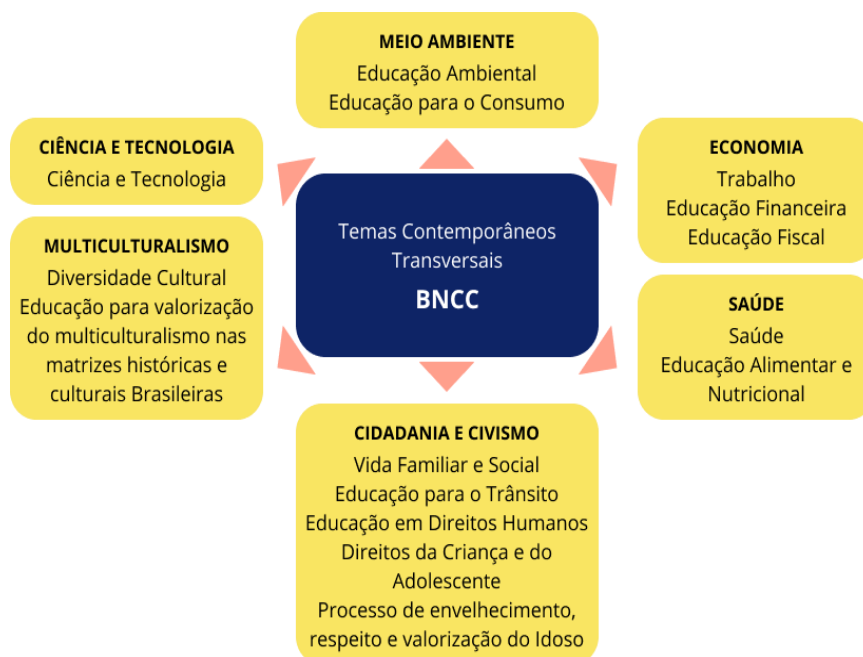 MEIO AMBIENTE
Educação Ambiental
Educação para o Consumo
CIÊNCIA E TECNOLOGIA
Ciência e Tecnologia
MULTICULTURALISMO
Diversidade Cultural
Educação para valorização
do multiculturalismo nas
matrizes históricas e
culturais Brasileiras
Temas Contemporâneos
Transversais
BNCC
ECONOMIA
Trabalho
Educação Financeira
Educação Fiscal
SAÚDE
Saúde
Educação Alimentar e
Nutricional
CIDADANIA E CIVISMO
Vida Familiar e Social
Educação para o Trânsito
Educação em Direitos Humanos
Direitos da Criança e do
Adolescente
Processo de envelhecimento,
respeito e valorização do Idoso